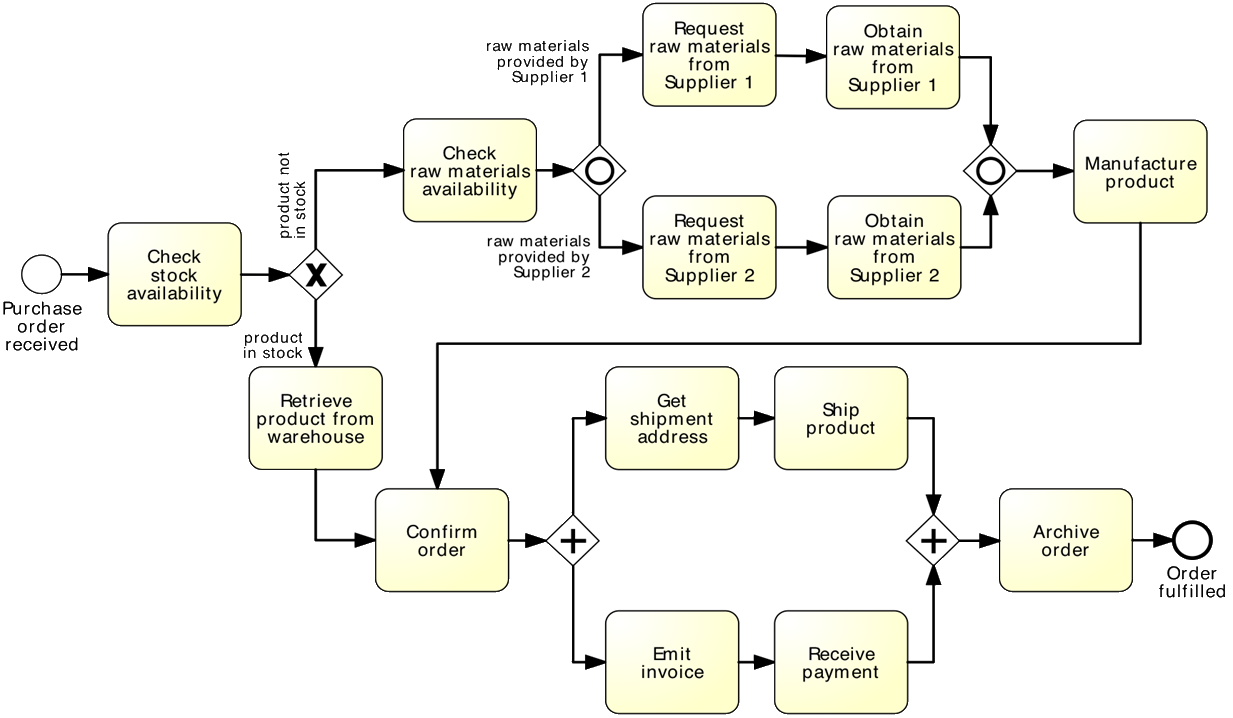 Request
raw materials
from
Supplier 1
Obtain
raw materials
from
Supplier 1
raw materials
provided by
Supplier 1
Check
raw materials
availability
Manufacture
product
product not
in stock
Request
raw materials
from
Supplier 2
Obtain
raw materials
from
Supplier 2
raw materials
provided by
Supplier 2
Check
stock
availability
X
Purchase
order
received
product
in stock
Retrieve
product from
warehouse
Get
shipment
address
Ship
product
Confirm
order
Archive
order
Order
fulfilled
Emit
invoice
Receive
payment